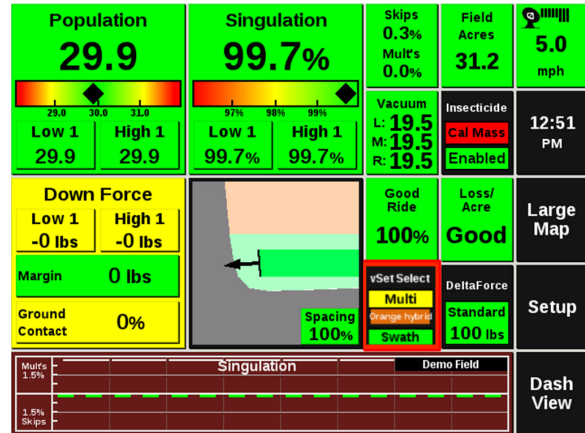 Population
29.9
29.0 30.0 31.0
Low 1 High 1
29.9 29.9
Singulation
99.7%
97% 98% 99%
Low 1 High 1
99.7% 99.7%
Skips
0.3%
Mult's
0.0%
Field
Acres
31.2
5.0
mph
Vacuum
L: 19.5
M: 19.5
R: 19.5
Insecticide
Cal Mass
Enabled
12:51
PM
Down Force
Low 1 High 1
-0 lbs -0 lbs
Margin 0 lbs
Ground
Contact 0%
Spacing
100%
Good
Ride
100%
Loss/
Acre
Good
Large
Map
vSet Select
Multi
Orange hybrid
Swath
DeltaForce
Standard
100 lbs
Setup
Mult's
1.5%
1.5%
Skips
Singulation
Demo Field
Dash
View